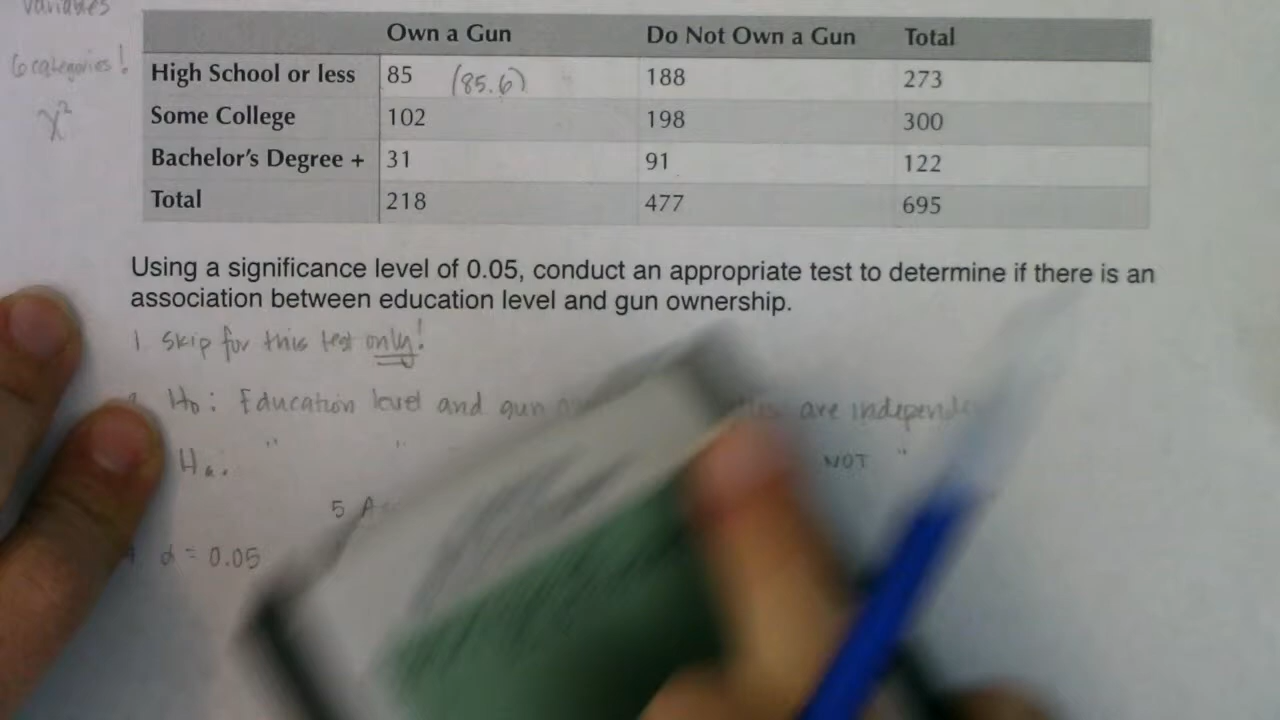 variables
6 categories!
χ²
Own a Gun Do Not Own a Gun Total
High School or less 85 (85.6) 188 273
Some College 102 198 300
Bachelor's Degree + 31 91 122
Total 218 477 695
Using a significance level of 0.05, conduct an appropriate test to determine if there is an
association between education level and gun ownership.
1 Skip for this test only!
H₀: Education level and gun are independ
Hₐ. " " NOT "
5 A
α = 0.05